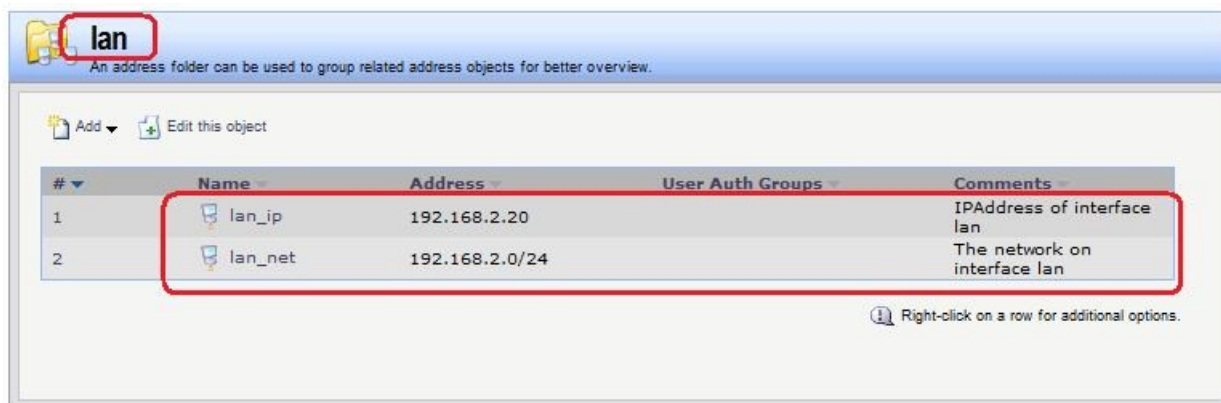 lan
An address folder can be used to group related address objects for better overview.
Add Edit this object
# Name Address User Auth Groups Comments
1 lan_ip 192.168.2.20 IPAddress of interface
lan
2 lan_net 192.168.2.0/24 The network on
interface lan
Right-click on a row for additional options.